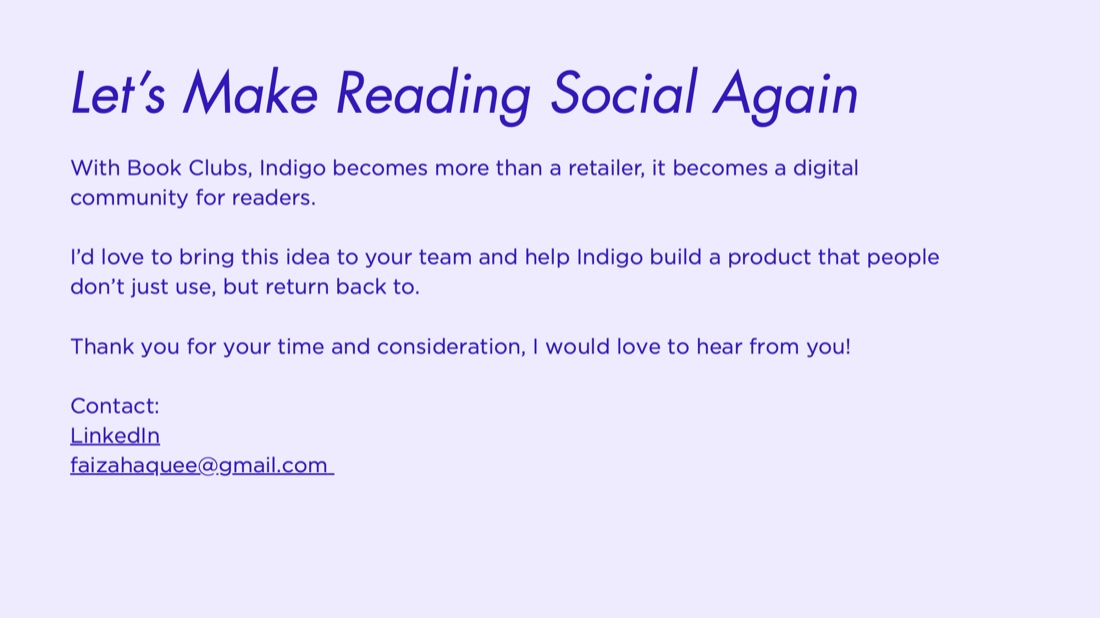 Let’s Make Reading Social Again
With Book Clubs, Indigo becomes more than a retailer, it becomes a digital
community for readers.
I’d love to bring this idea to your team and help Indigo build a product that people
don’t just use, but return back to.
Thank you for your time and consideration, I would love to hear from you!
Contact:
LinkedIn
faizahaquee@gmail.com